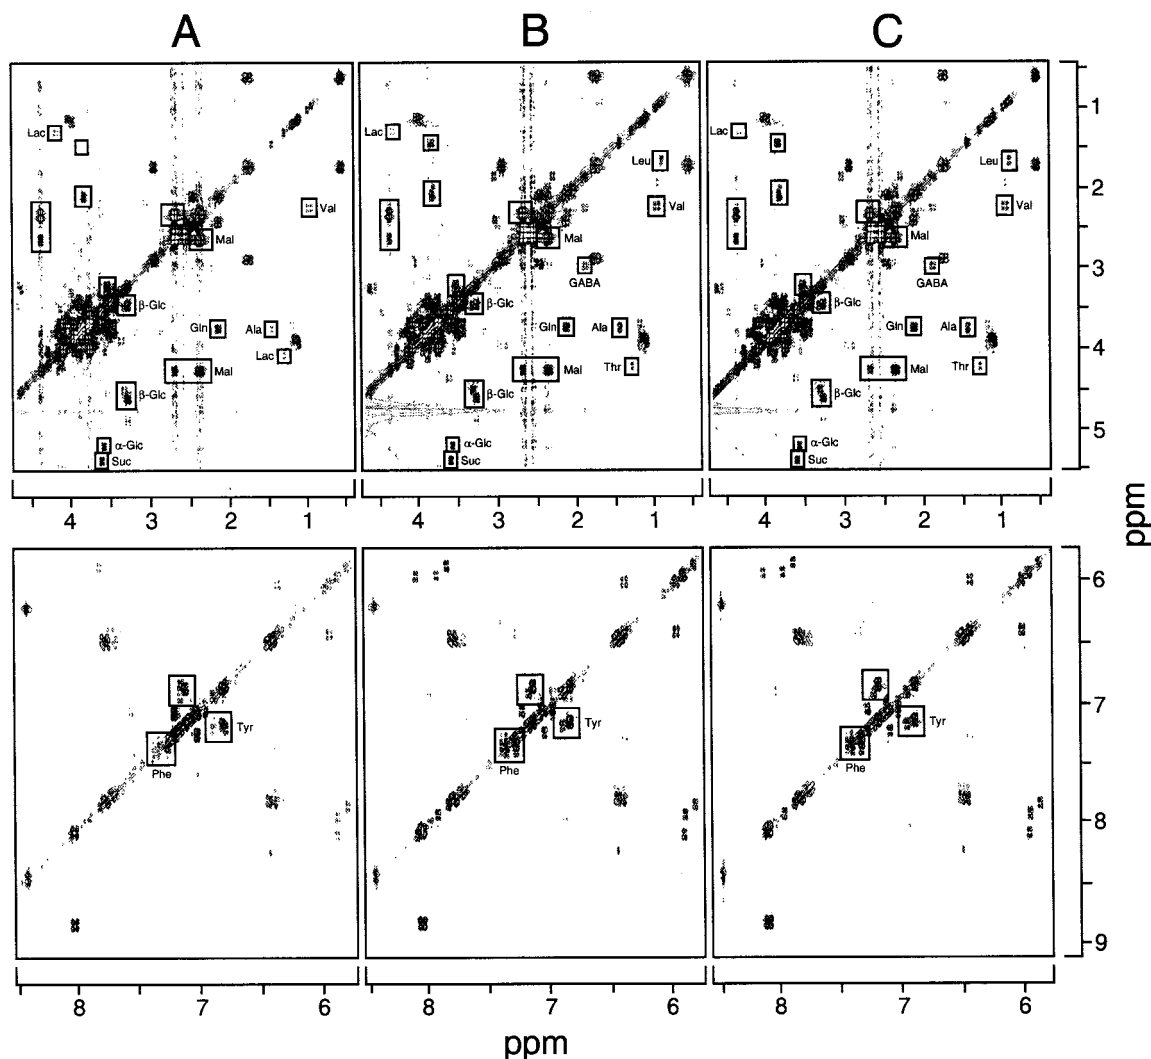 A B C
Lac
Val
Mal
β-Glc
Gln
Ala
Lac
Mal
β-Glc
α-Glc
Suc
Lac
Leu
Val
Mal
GABA
β-Glc
Gln
Ala
Thr
Mal
β-Glc
α-Glc
Suc
Lac
Leu
Val
Mal
GABA
β-Glc
Gln
Ala
Thr
Mal
β-Glc
α-Glc
Suc
1
2
3
4
5
4 3 2 1
4 3 2 1
4 3 2 1
ppm
Tyr
Phe
Tyr
Phe
Tyr
Phe
6
7
8
9
8 7 6
8 7 6
8 7 6
ppm